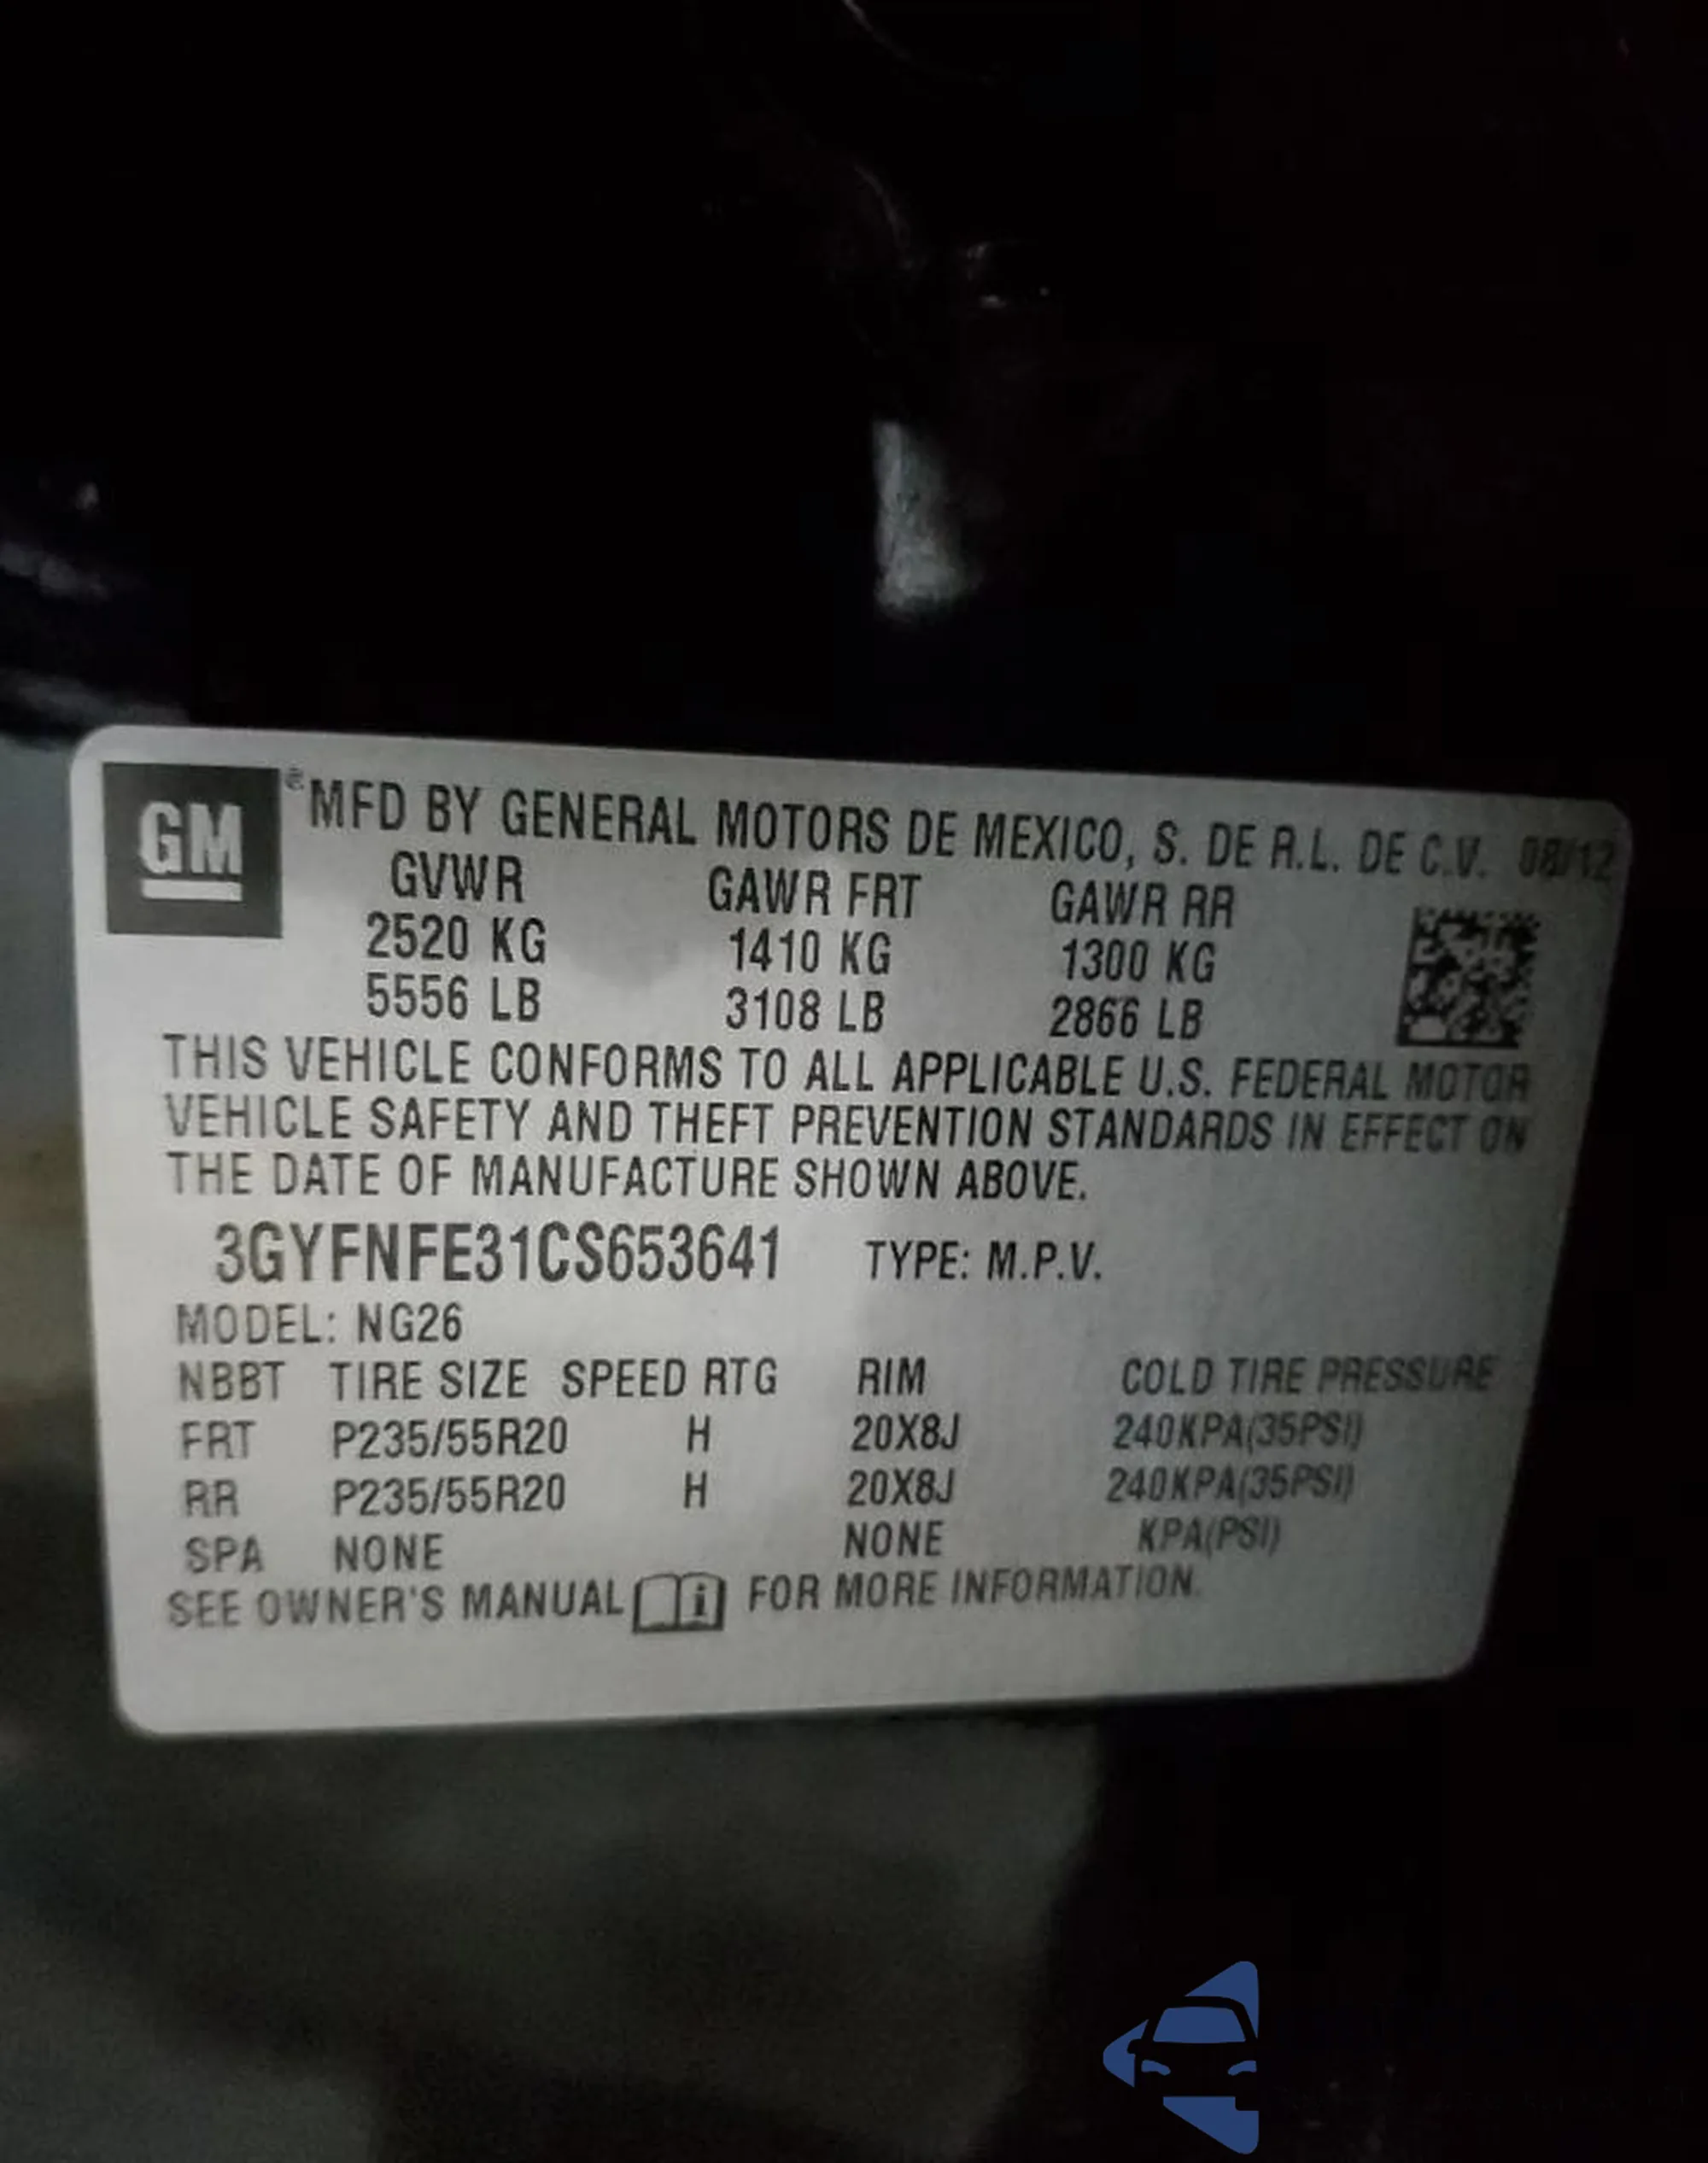 GM ® MFD BY GENERAL MOTORS DE MEXICO, S. DE R.L. DE C.V. 08/12
GVWR GAWR FRT GAWR RR
2520 KG 1410 KG 1300 KG
5556 LB 3108 LB 2866 LB
THIS VEHICLE CONFORMS TO ALL APPLICABLE U.S. FEDERAL MOTOR
VEHICLE SAFETY AND THEFT PREVENTION STANDARDS IN EFFECT ON
THE DATE OF MANUFACTURE SHOWN ABOVE.
3GYFNFE31CS653641 TYPE: M.P.V.
MODEL: NG26
NBBT TIRE SIZE SPEED RTG RIM COLD TIRE PRESSURE
FRT P235/55R20 H 20X8J 240KPA(35PSI)
RR P235/55R20 H 20X8J 240KPA(35PSI)
SPA NONE NONE KPA(PSI)
SEE OWNER'S MANUAL i FOR MORE INFORMATION.